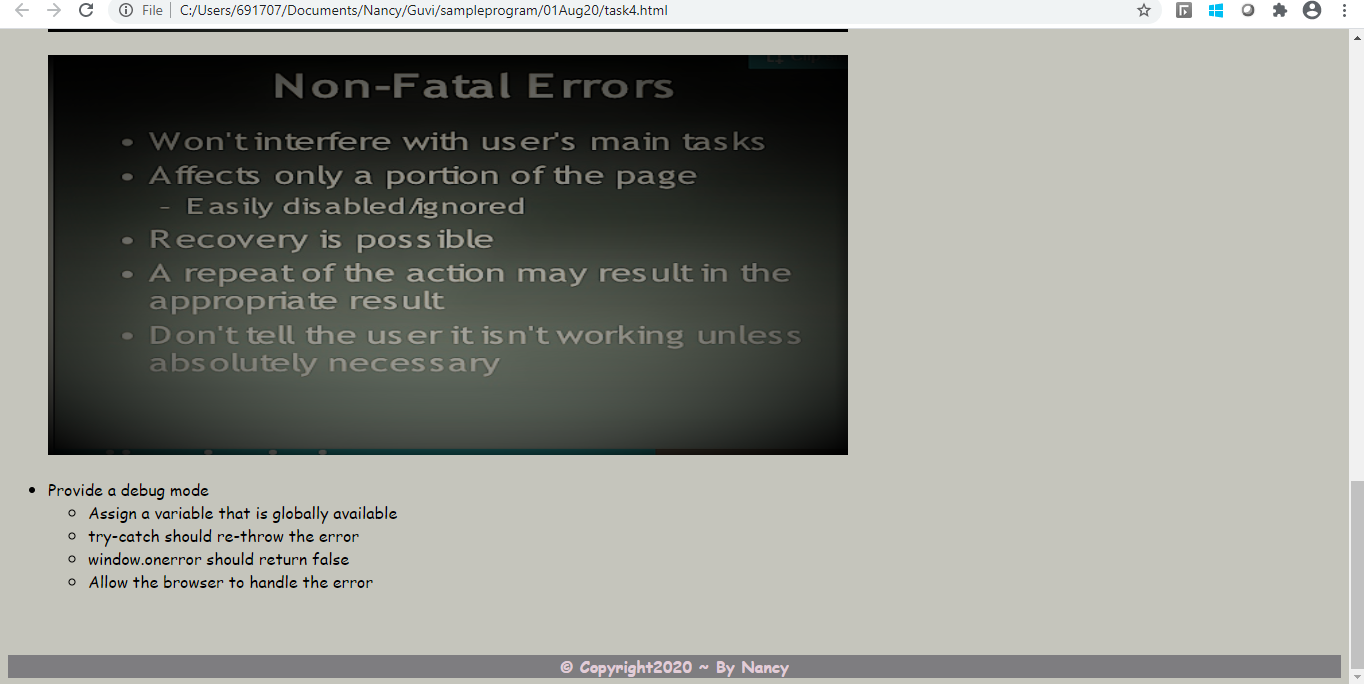 File | C:/Users/691707/Documents/Nancy/Guvi/sampleprogram/01Aug20/task4.html
Non-Fatal Errors
• Won't interfere with user's main tasks
• Affects only a portion of the page
– Easily disabled/ignored
• Recovery is possible
• A repeat of the action may result in the
appropriate result
• Don't tell the user it isn't working unless
absolutely necessary
• Provide a debug mode
○ Assign a variable that is globally available
○ try-catch should re-throw the error
○ window.onerror should return false
○ Allow the browser to handle the error
© Copyright2020 ~ By Nancy